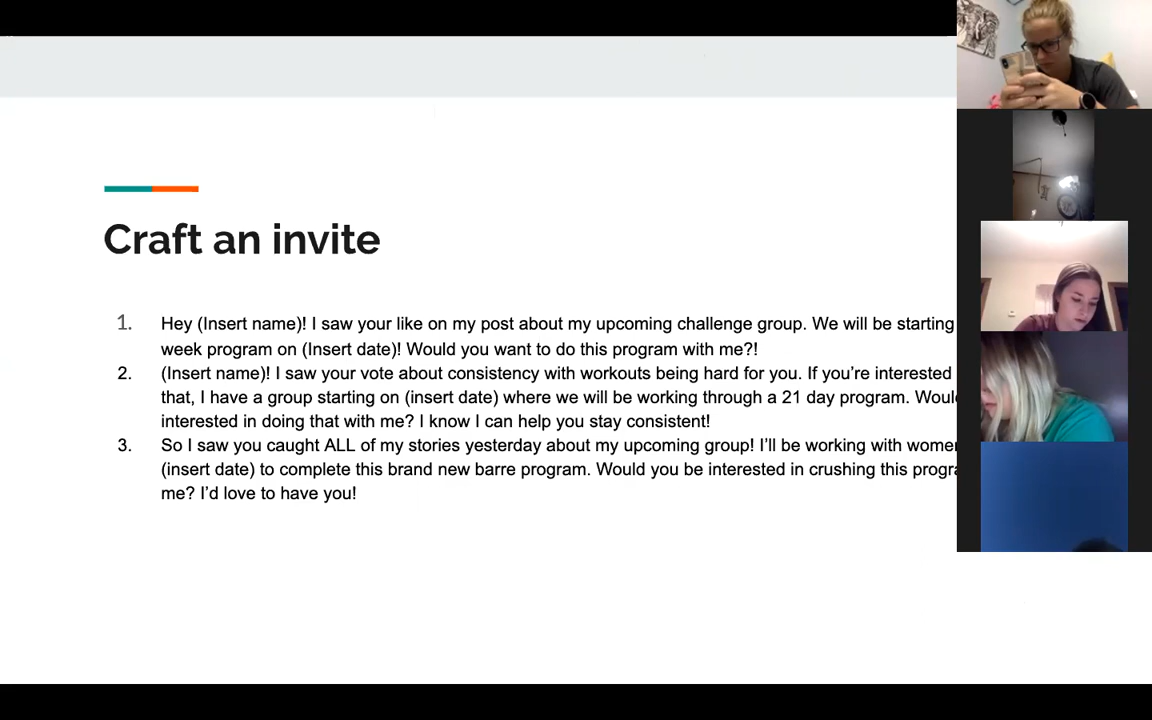 Craft an invite
1. Hey (Insert name)! I saw your like on my post about my upcoming challenge group. We will be starting
week program on (Insert date)! Would you want to do this program with me?!
2. (Insert name)! I saw your vote about consistency with workouts being hard for you. If you’re interested
that, I have a group starting on (insert date) where we will be working through a 21 day program.
interested in doing that with me? I know I can help you stay consistent!
3. So I saw you caught ALL of my stories yesterday about my upcoming group! I’ll be working with
(insert date) to complete this brand new barre program. Would you be interested in crushing this
me? I’d love to have you!